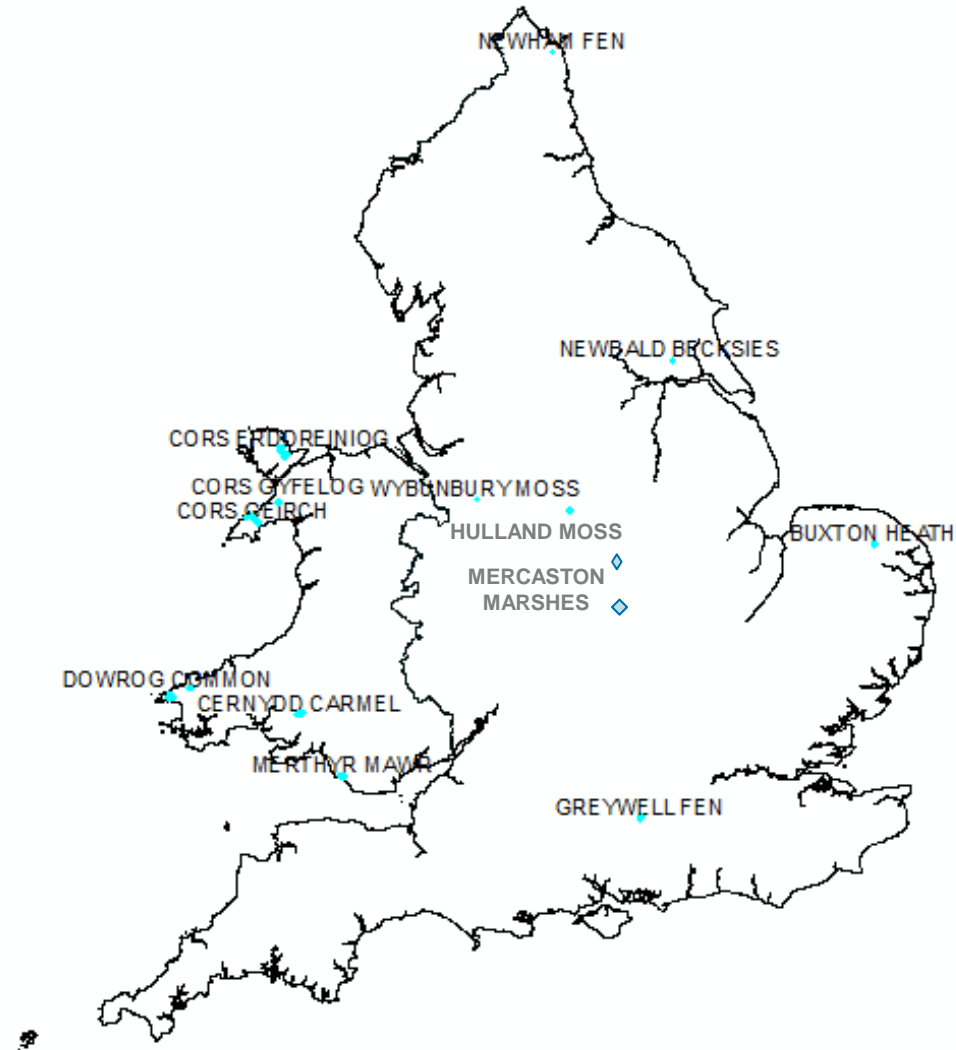 NEWHAM FEN
NEWBALD BECKSIES
CORS ERDDREINIOG
CORS GYFELOG
WYBUNBURY MOSS
CORS GEIRCH
HULLAND MOSS
BUXTON HEATH
MERCASTON
MARSHES
DOWROG COMMON
CERNYDD CARMEL
MERTHYR MAWR
GREYWELL FEN